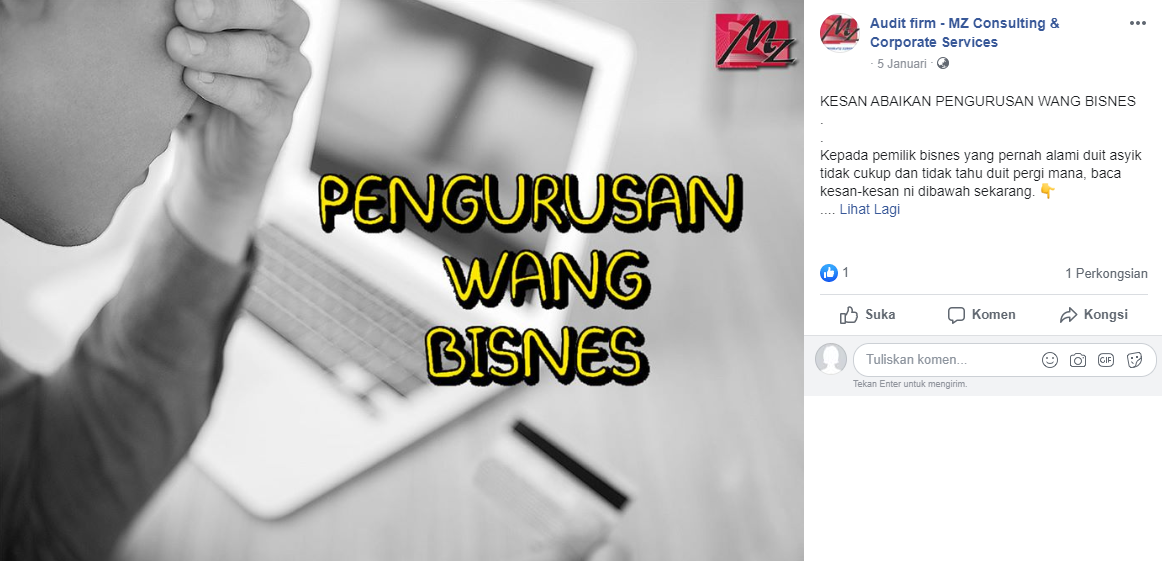 MZ
PENGURUSAN
WANG
BISNES
Audit firm - MZ Consulting &
Corporate Services
· 5 Januari ·
KESAN ABAIKAN PENGURUSAN WANG BISNES
.
.
Kepada pemilik bisnes yang pernah alami duit asyik
tidak cukup dan tidak tahu duit pergi mana, baca
kesan-kesan ni dibawah sekarang. 👇
.... Lihat Lagi
1
1 Perkongsian
Suka
Komen
Kongsi
Tuliskan komen...
GIF
Tekan Enter untuk mengirim.